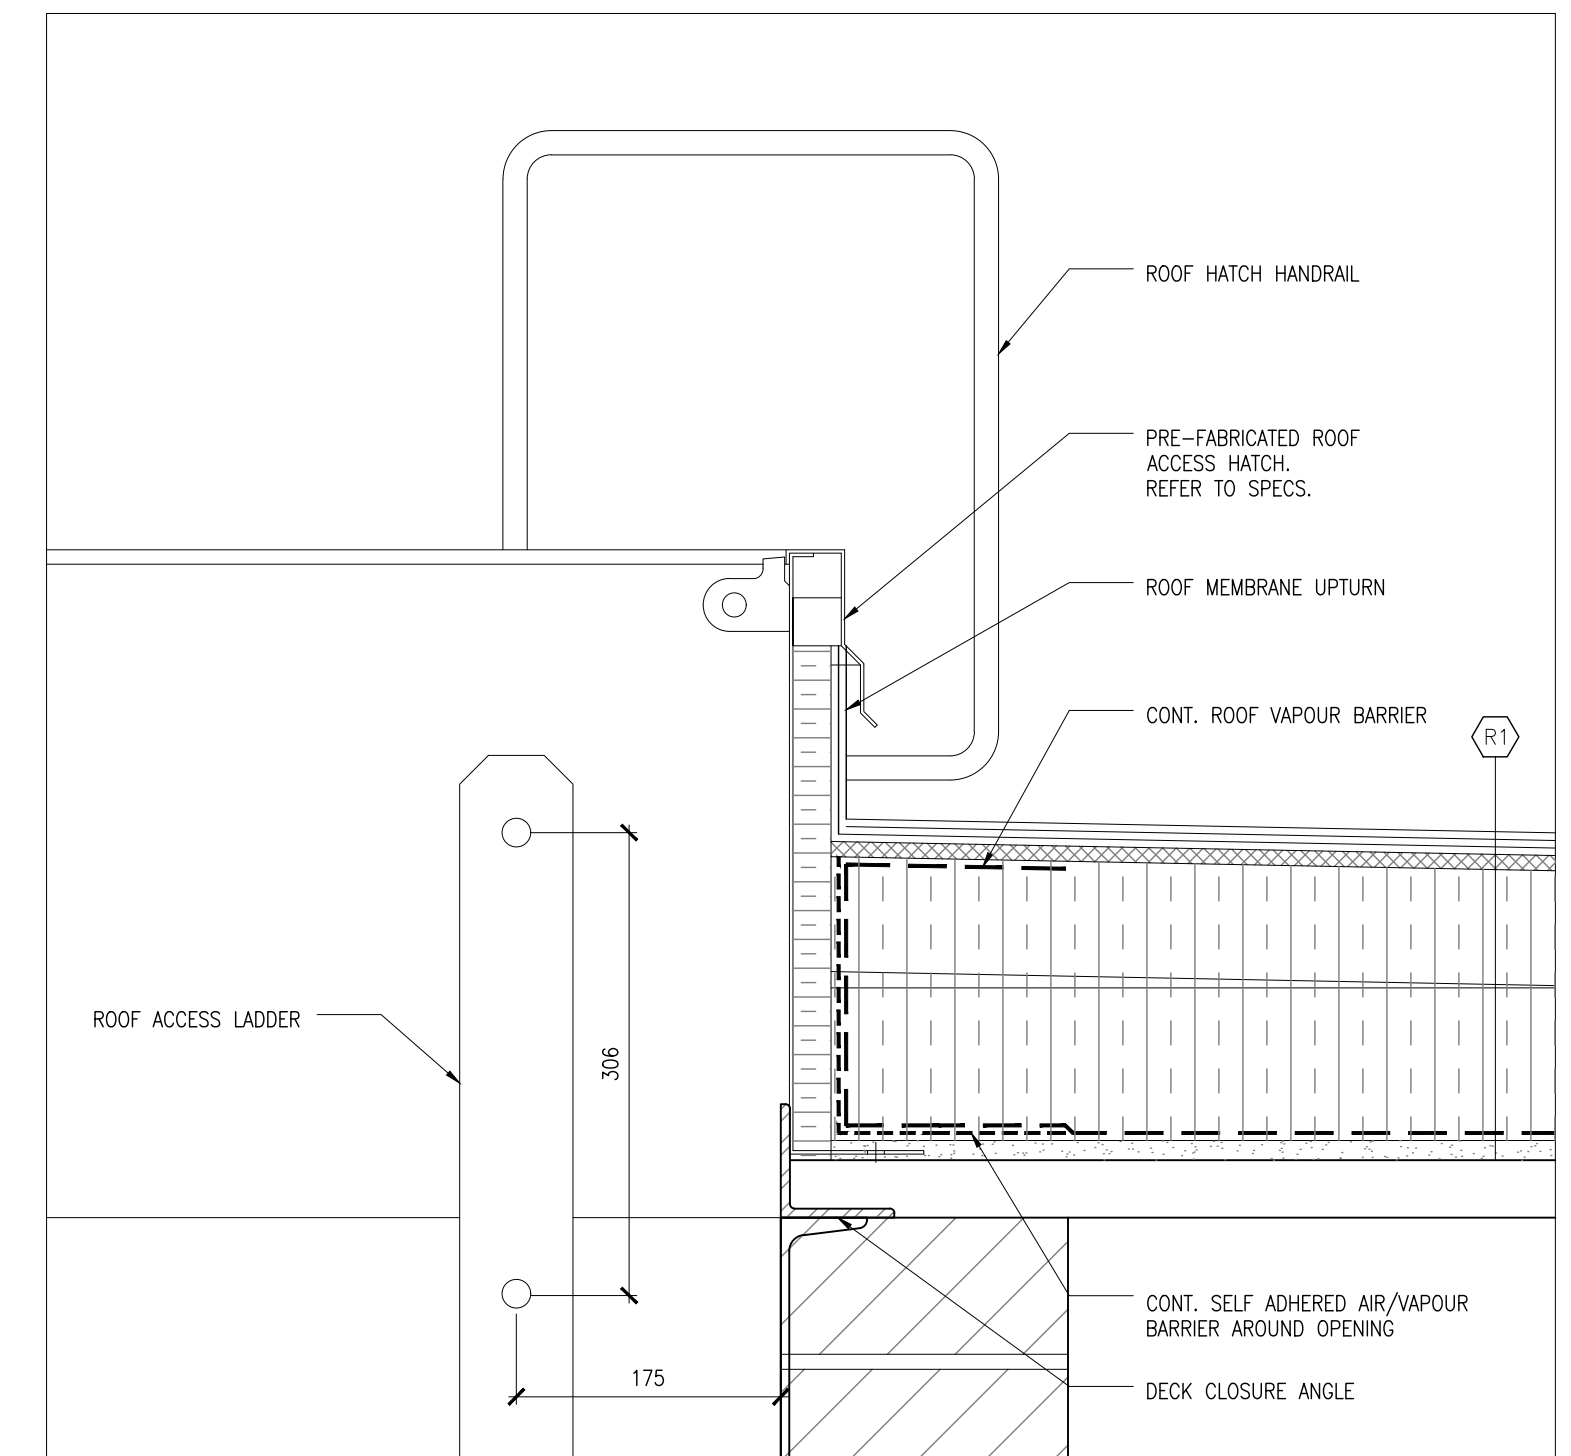 ROOF HATCH HANDRAIL
PRE-FABRICATED ROOF
ACCESS HATCH.
REFER TO SPECS.
ROOF MEMBRANE UPTURN
CONT. ROOF VAPOUR BARRIER
R1
ROOF ACCESS LADDER
306
CONT. SELF ADHERED AIR/VAPOUR
BARRIER AROUND OPENING
175
DECK CLOSURE ANGLE